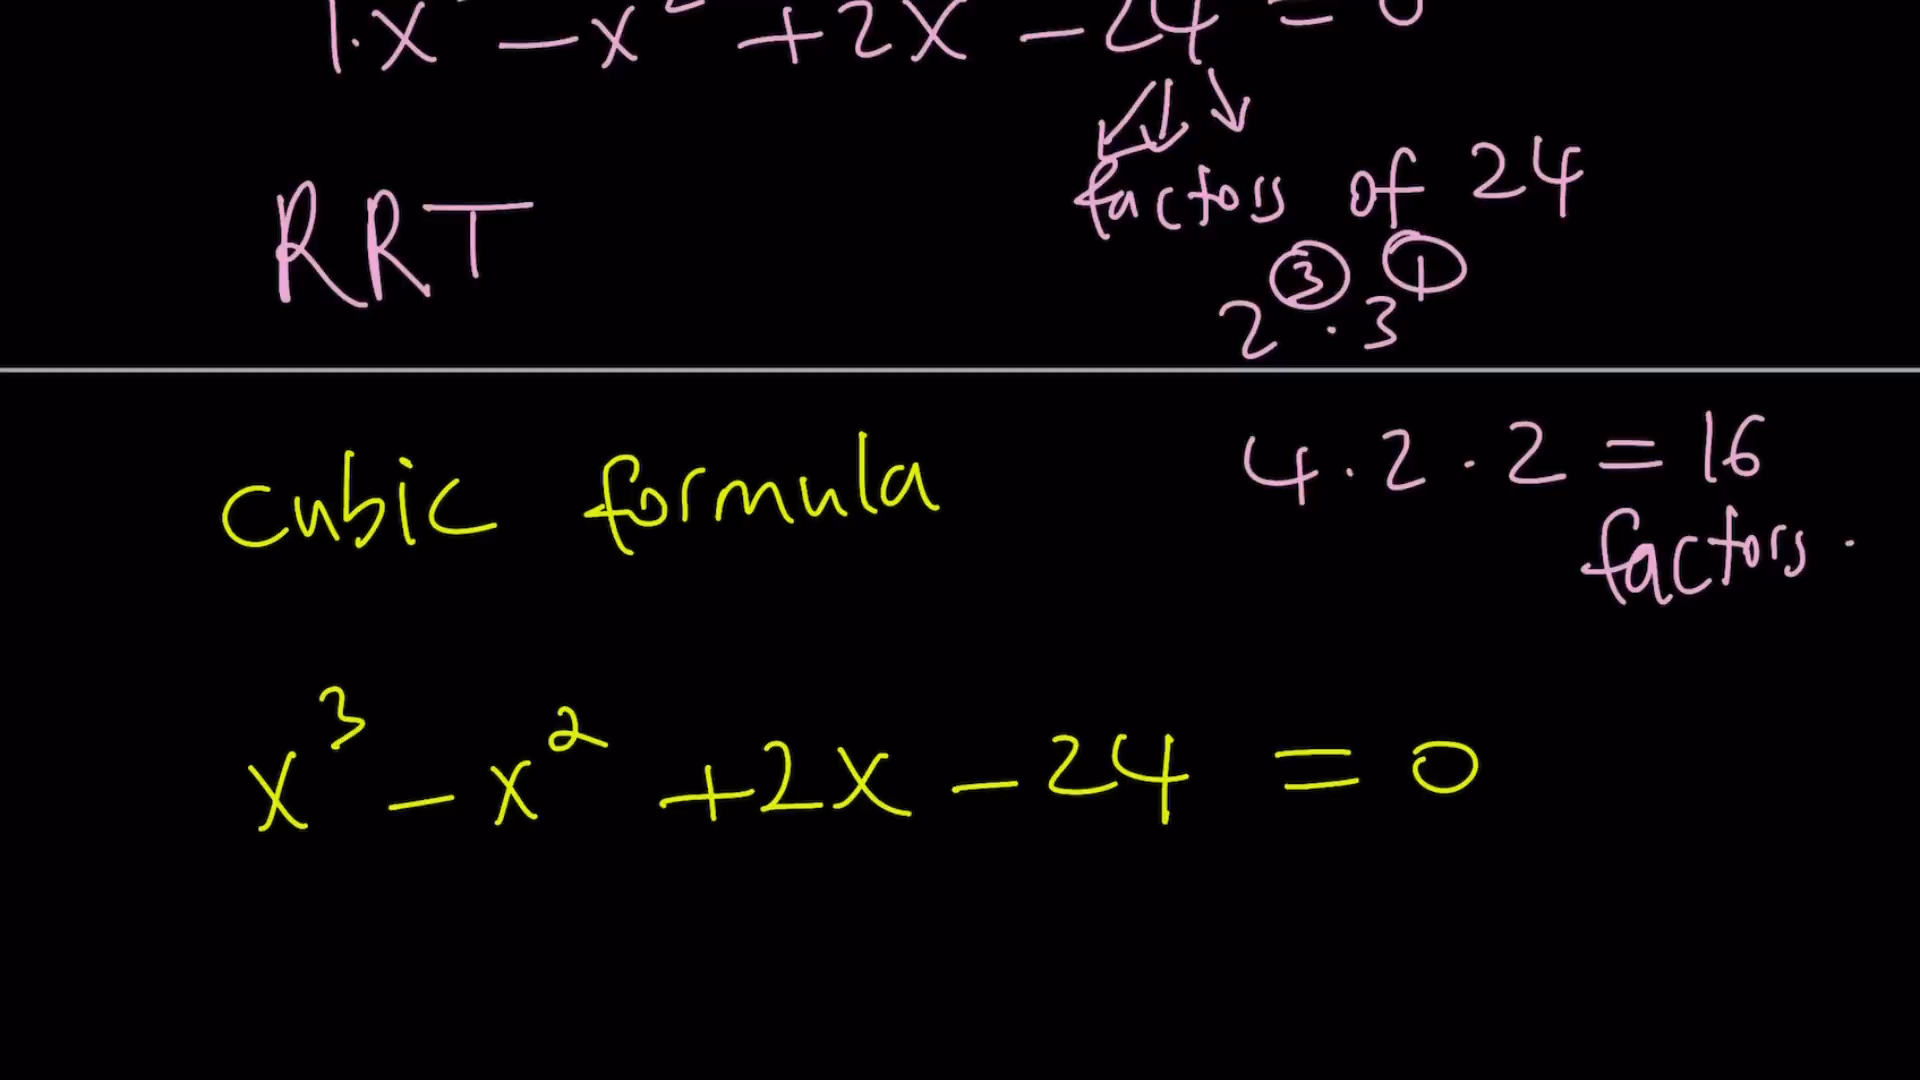 1·x³ - x² + 2x - 24 = 0
factors of 24
RRT
2³ · 3¹
cubic formula
4 · 2 · 2 = 16
factors.
x³ - x² + 2x - 24 = 0